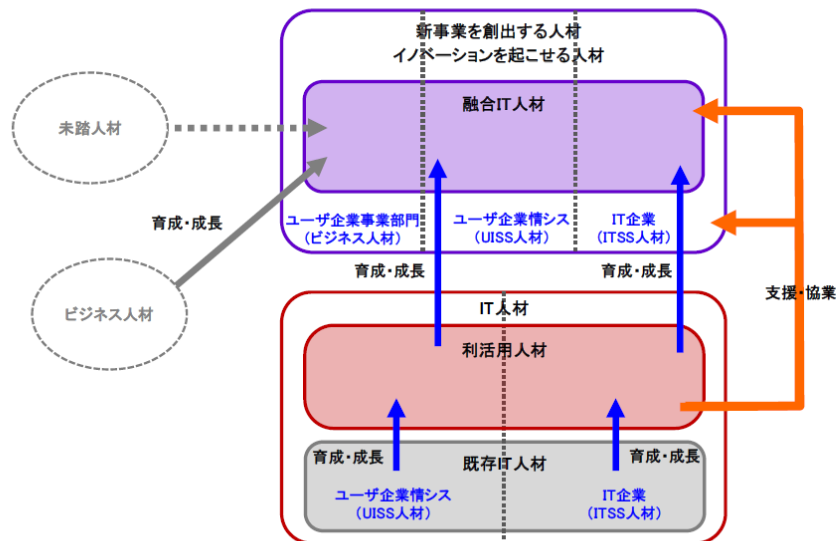 新事業を創出する人材
イノベーションを起こせる人材
融合IT人材
未踏人材
育成・成長
ユーザ企業事業部門
(ビジネス人材)
ユーザ企業情シス
(UISS人材)
IT企業
(ITSS人材)
育成・成長
育成・成長
支援・協業
ビジネス人材
IT人材
利活用人材
育成・成長
既存IT人材
育成・成長
ユーザ企業情シス
(UISS人材)
IT企業
(ITSS人材)